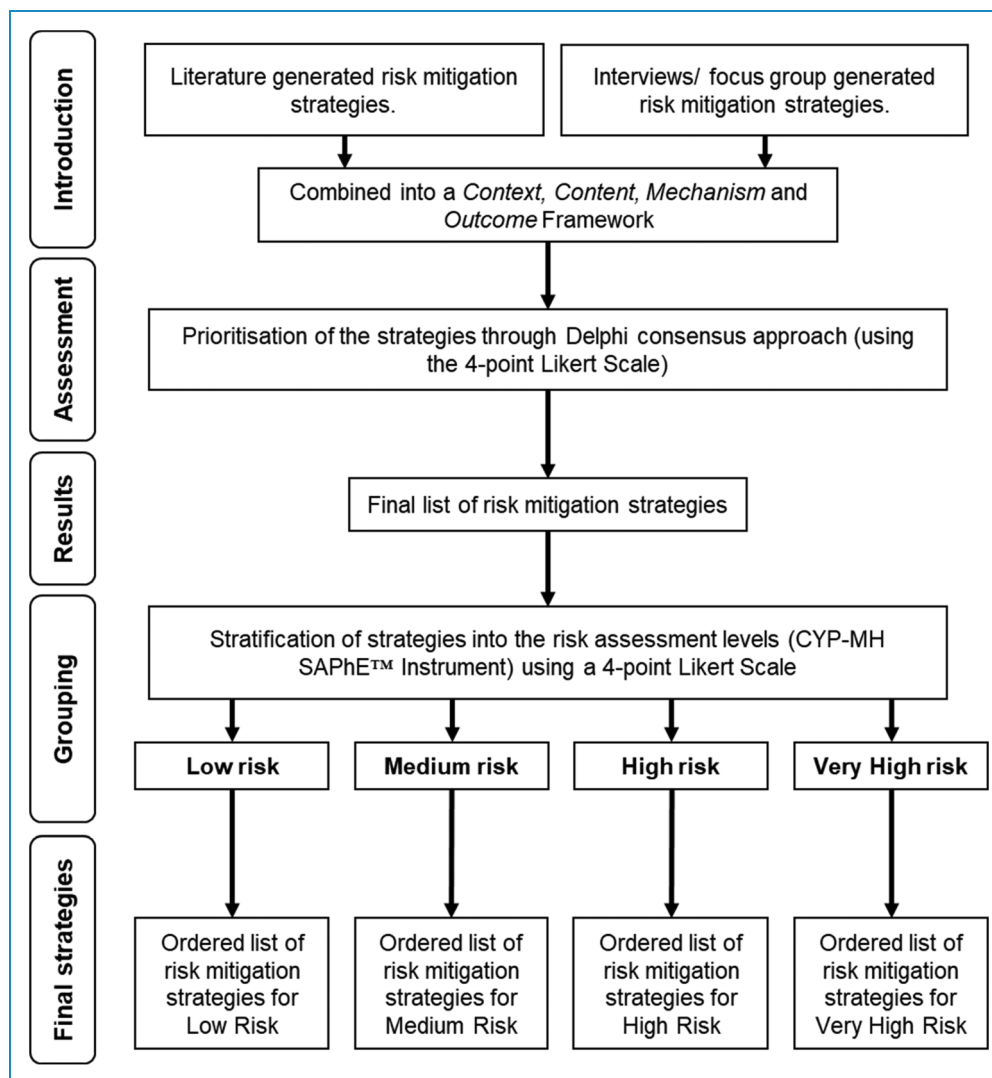 Introduction
Literature generated risk mitigation
strategies.
Interviews/ focus group generated
risk mitigation strategies.
Combined into a Context, Content, Mechanism and
Outcome Framework
Assessment
Prioritisation of the strategies through Delphi consensus approach (using
the 4-point Likert Scale)
Results
Final list of risk mitigation strategies
Grouping
Stratification of strategies into the risk assessment levels (CYP-MH
SAPhE™ Instrument) using a 4-point Likert Scale
Low risk
Medium risk
High risk
Very High risk
Final strategies
Ordered list of
risk mitigation
strategies for
Low Risk
Ordered list of
risk mitigation
strategies for
Medium Risk
Ordered list of
risk mitigation
strategies for
High Risk
Ordered list of
risk mitigation
strategies for
Very High Risk